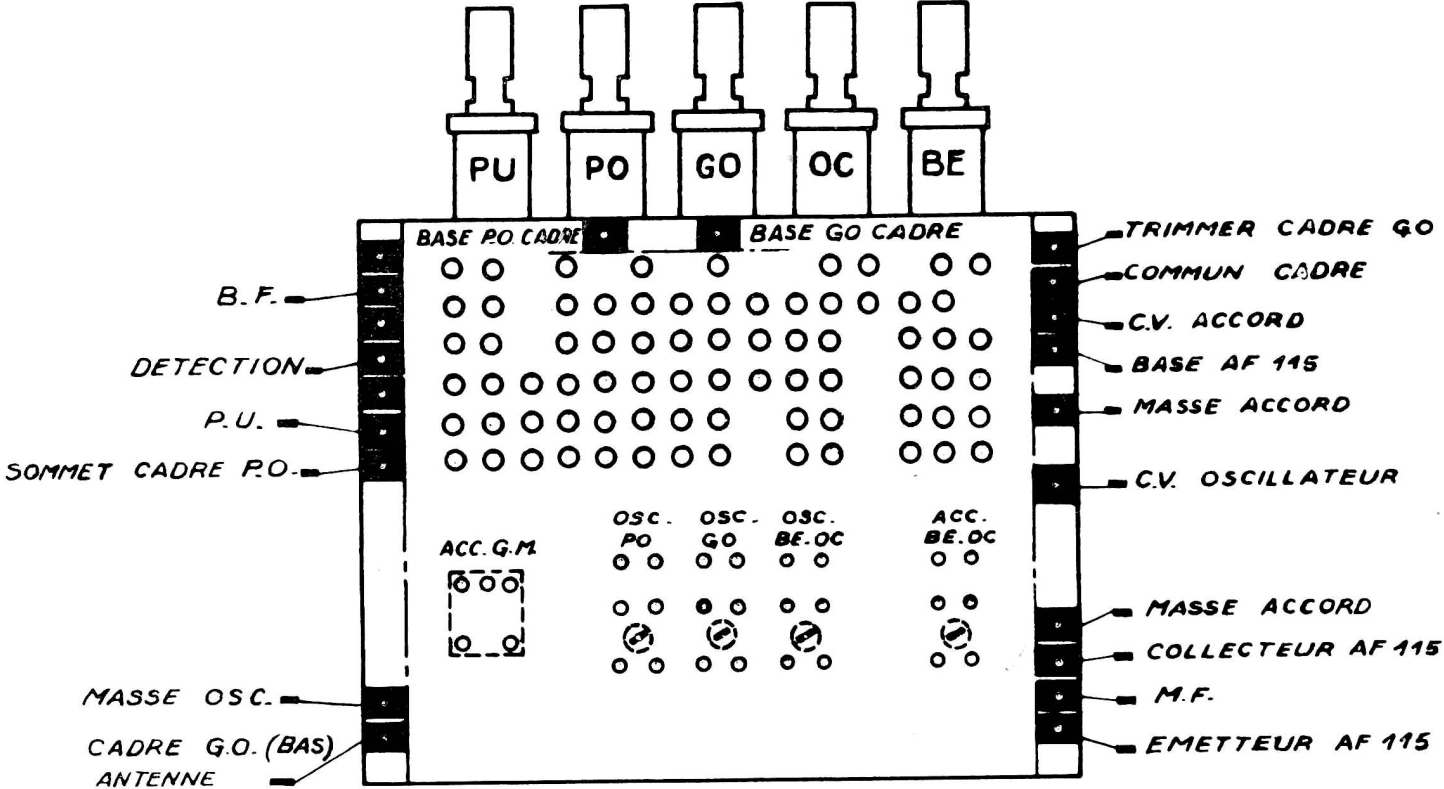 PU PO GO OC BE
BASE P.O. CADRE
BASE GO CADRE
B.F.
DETECTION
P.U.
SOMMET CADRE P.O.
MASSE OSC.
CADRE G.O. (BAS)
ANTENNE
ACC. G.M.
OSC.
PO
OSC.
GO
OSC.
BE.OC
ACC.
BE.OC
TRIMMER CADRE GO
COMMUN CADRE
C.V. ACCORD
BASE AF 115
MASSE ACCORD
C.V. OSCILLATEUR
MASSE ACCORD
COLLECTEUR AF 115
M.F.
EMETTEUR AF 115